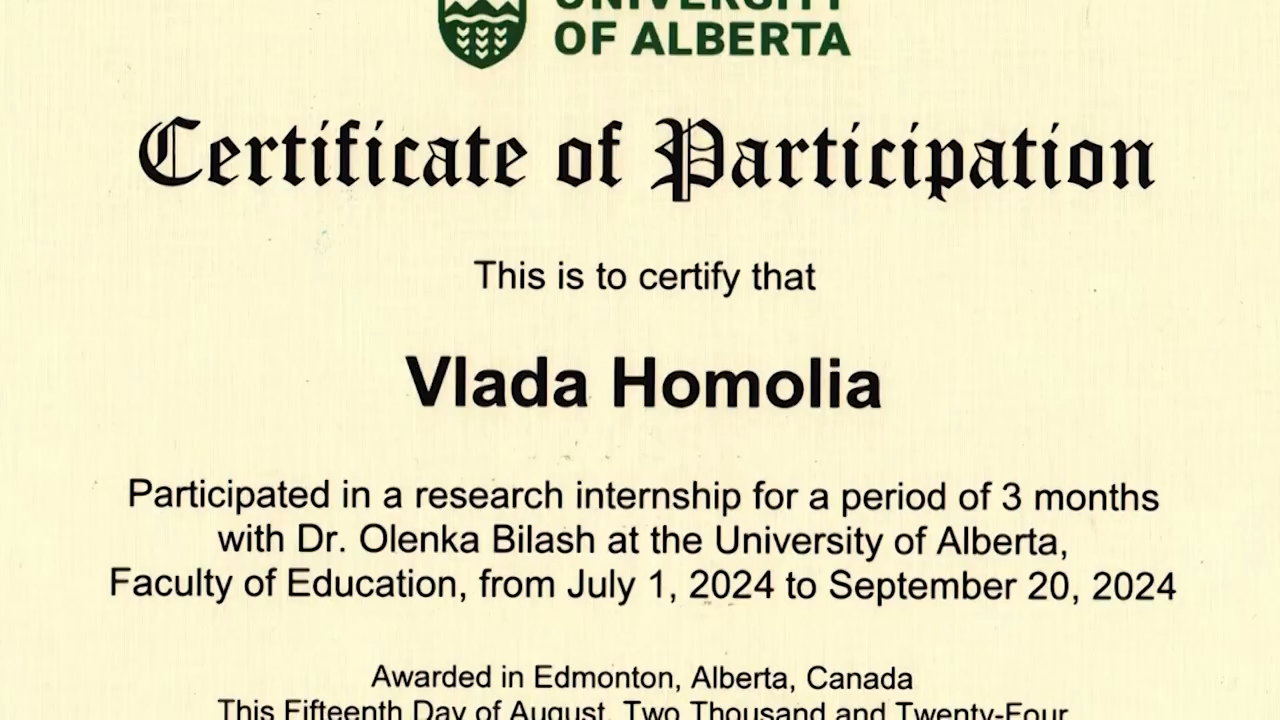 UNIVERSITY
OF ALBERTA
Certificate of Participation
This is to certify that
Vlada Homolia
Participated in a research internship for a period of 3 months
with Dr. Olenka Bilash at the University of Alberta,
Faculty of Education, from July 1, 2024 to September 20, 2024
Awarded in Edmonton, Alberta, Canada
This Fifteenth Day of August, Two Thousand and Twenty-Four